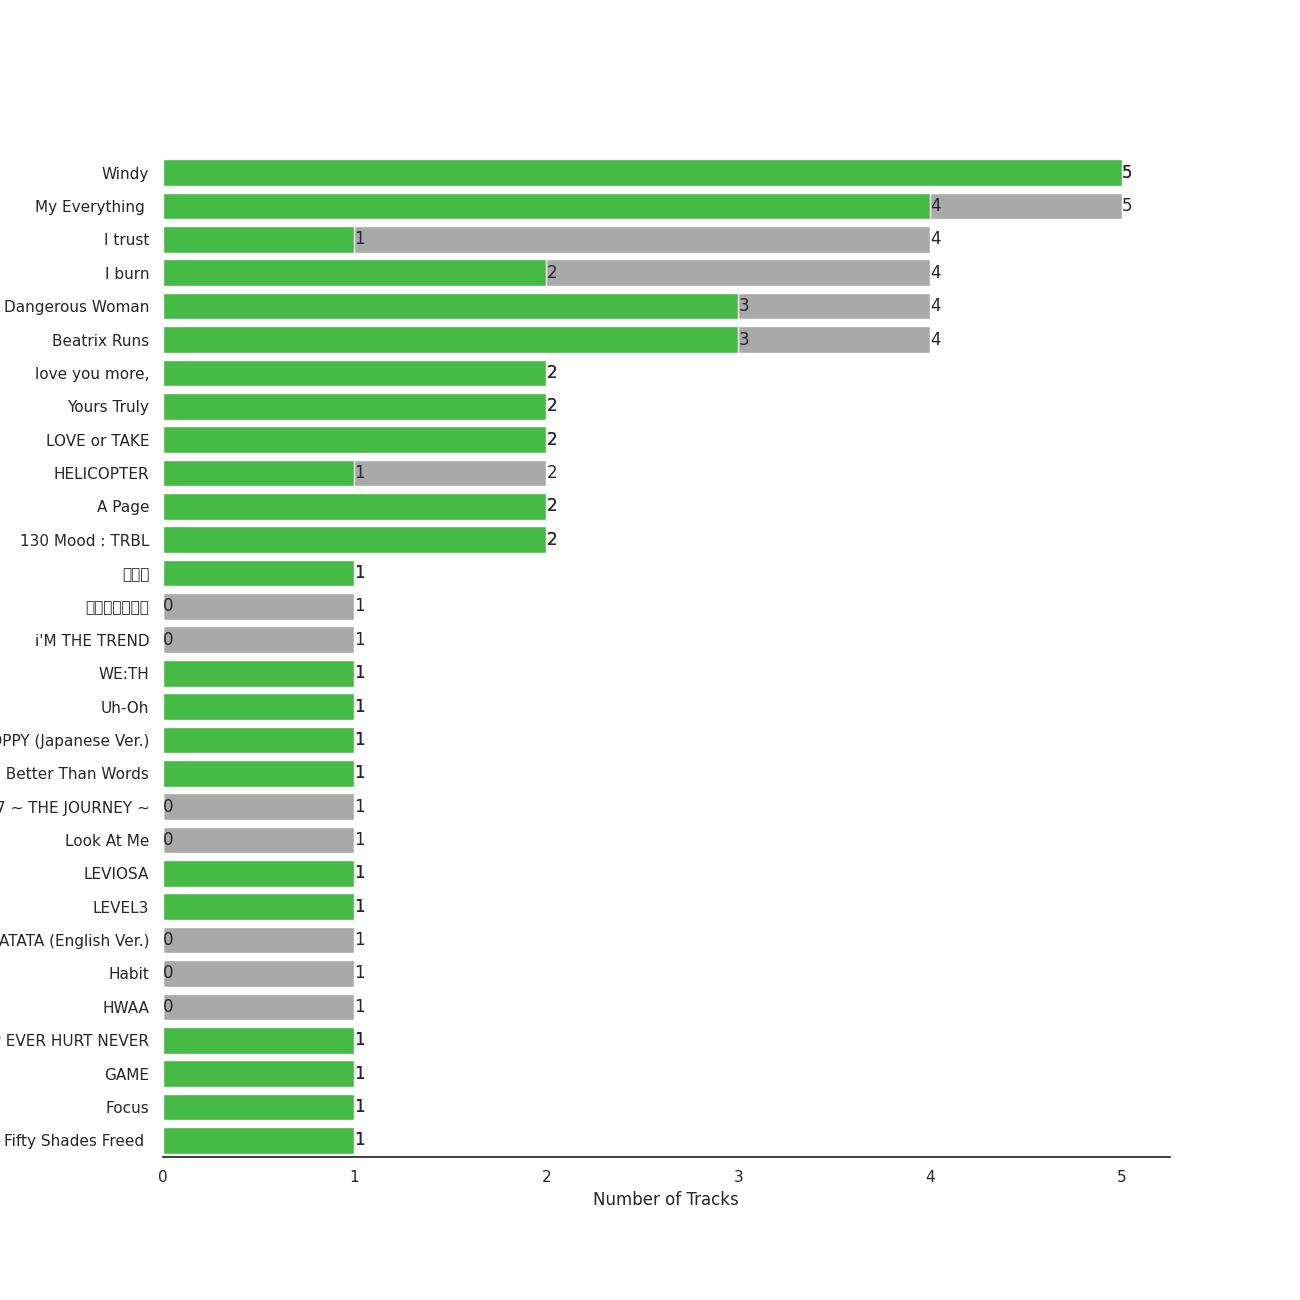 Windy 5
My Everything 4 5
I trust 1 4
I burn 2 4
Dangerous Woman 3 4
Beatrix Runs 3 4
love you more, 2
Yours Truly 2
LOVE or TAKE 2
HELICOPTER 1 2
A Page 2
130 Mood : TRBL 2
1
0 1
i'M THE TREND 0 1
WE:TH 1
Uh-Oh 1
(Japanese Ver.) 1
Better Than Words 1
7 ~ THE JOURNEY ~ 0 1
Look At Me 0 1
LEVIOSA 1
LEVEL3 1
(English Ver.) 0 1
Habit 0 1
HWAA 0 1
EVER HURT NEVER 1
GAME 1
Focus 1
Fifty Shades Freed 1
0 1 2 3 4 5
Number of Tracks